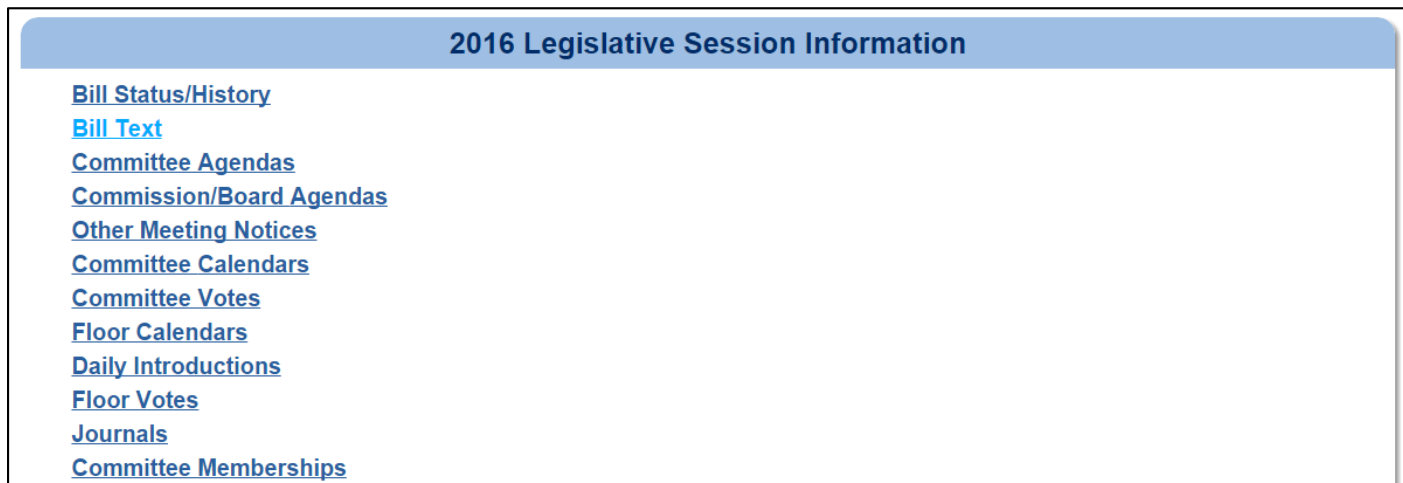 2016 Legislative Session Information
Bill Status/History
Bill Text
Committee Agendas
Commission/Board Agendas
Other Meeting Notices
Committee Calendars
Committee Votes
Floor Calendars
Daily Introductions
Floor Votes
Journals
Committee Memberships